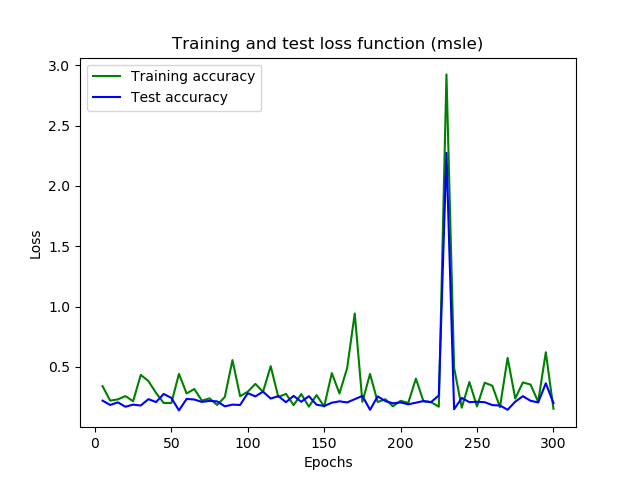 Training and test loss function (msle)
Training accuracy
Test accuracy
3.0
2.5
2.0
1.5
1.0
0.5
Loss
0 50 100 150 200 250 300
Epochs